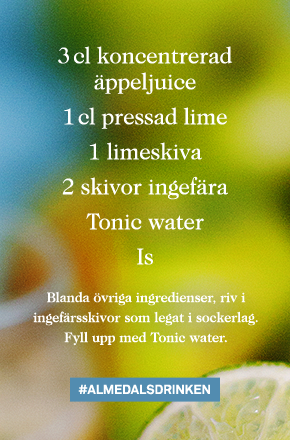 3 cl koncentrerad
äppeljuice
1 cl pressad lime
1 limeskiva
2 skivor ingefära
Tonic water
Is
Blanda övriga ingredienser, riv i
ingefärsskivor som legat i sockerlag.
Fyll upp med Tonic water.
#ALMEDALSDRINKEN